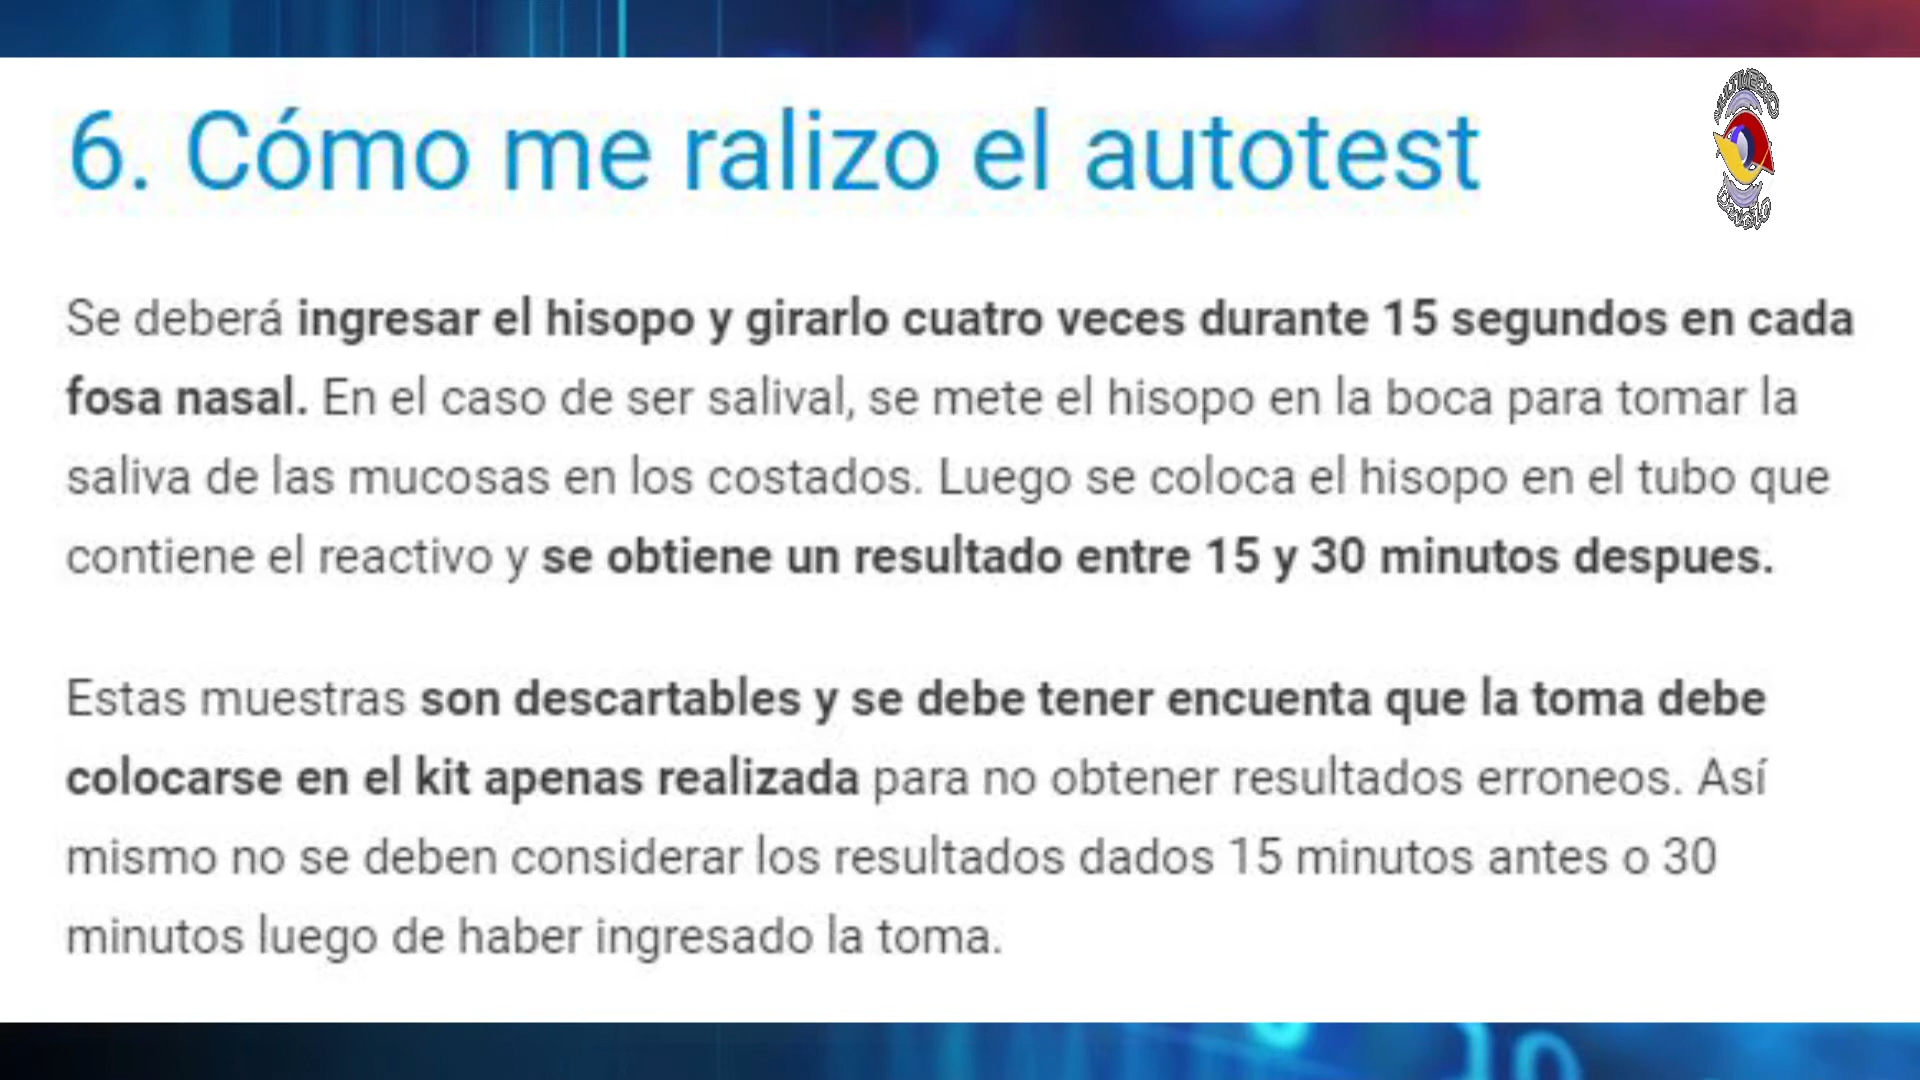 6. Cómo me ralizo el autotest
Se deberá ingresar el hisopo y girarlo cuatro veces durante 15 segundos en cada
fosa nasal. En el caso de ser salival, se mete el hisopo en la boca para tomar la
saliva de las mucosas en los costados. Luego se coloca el hisopo en el tubo que
contiene el reactivo y se obtiene un resultado entre 15 y 30 minutos despues.
Estas muestras son descartables y se debe tener encuenta que la toma debe
colocarse en el kit apenas realizada para no obtener resultados erroneos. Así
mismo no se deben considerar los resultados dados 15 minutos antes o 30
minutos luego de haber ingresado la toma.